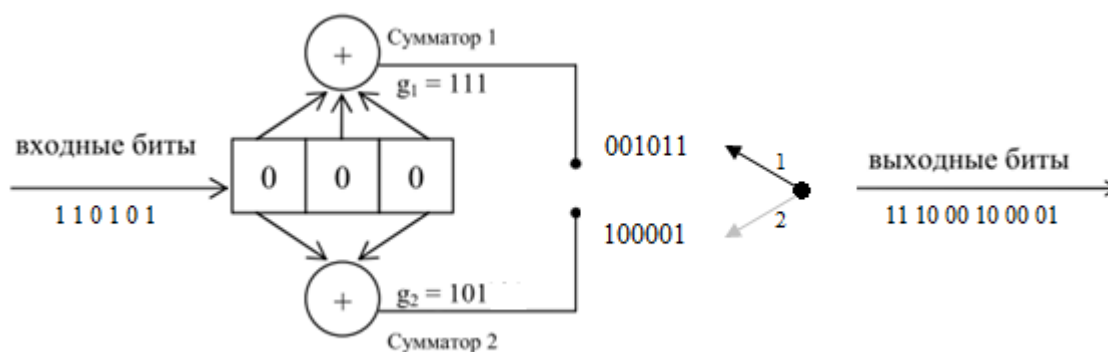 Сумматор 1
+
g₁ = 111
входные биты
1 1 0 1 0 1
0 0 0
001011
100001
1
2
выходные биты
11 10 00 10 00 01
+
g₂ = 101
Сумматор 2